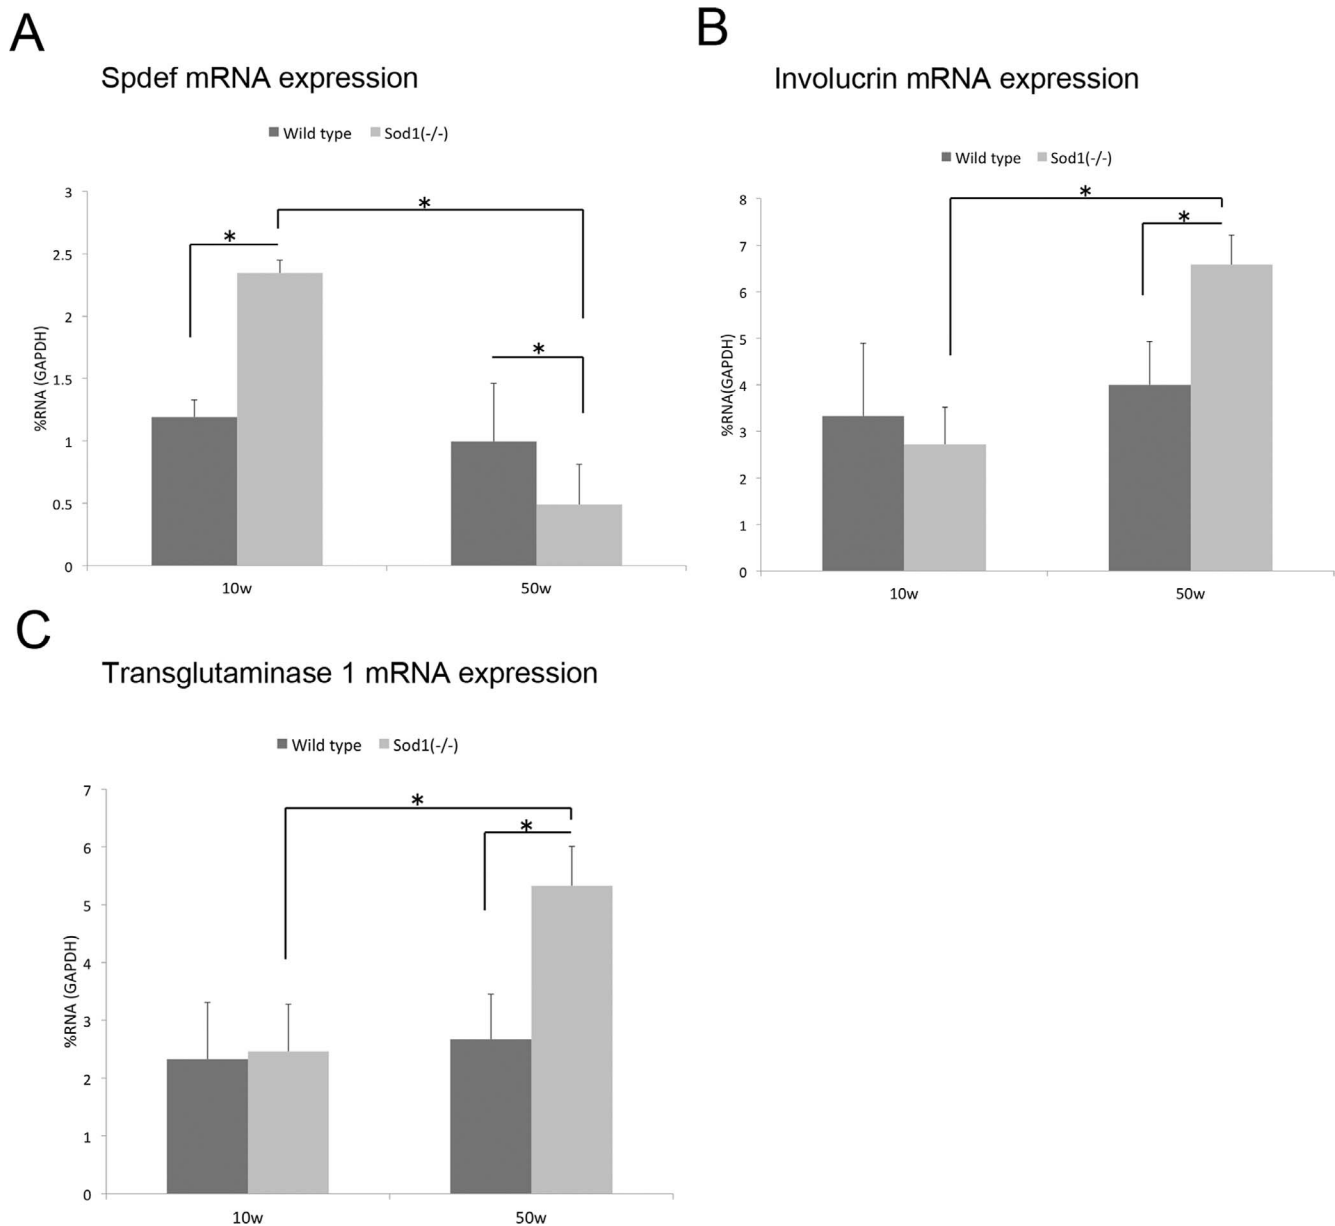 A
Spdef mRNA expression
Wild type Sod1(-/-)
3
2.5
2
1.5
1
0.5
0
%RNA (GAPDH)
*
*
*
10w 50w
B
Involucrin mRNA expression
Wild type Sod1(-/-)
8
7
6
5
4
3
2
1
0
%RNA(GAPDH)
*
*
10w 50w
C
Transglutaminase 1 mRNA expression
Wild type Sod1(-/-)
7
6
5
4
3
2
1
0
%RNA (GAPDH)
*
*
10w 50w